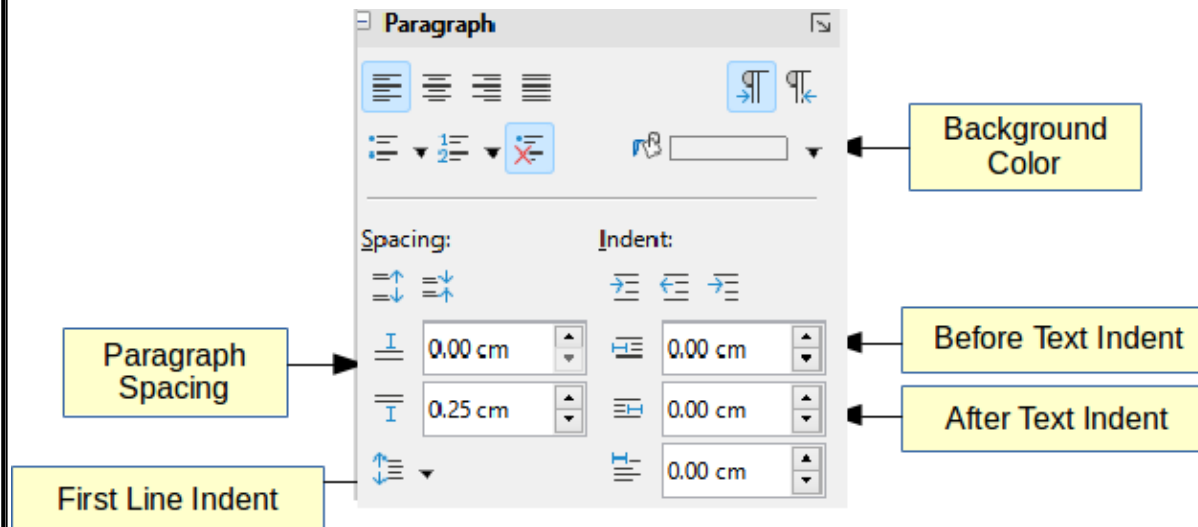 Paragraph
Background
Color
Spacing:
Indent:
Paragraph
Spacing
0.00 cm
0.00 cm
Before Text Indent
0.25 cm
0.00 cm
After Text Indent
First Line Indent
0.00 cm